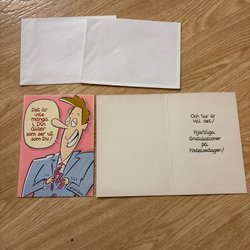 Det är
inte
många
i Din
ålder
som ser ut
som Du!
Och tur är
väl det!
Hjärtliga
Gratulationer
på
Födelsedagen!